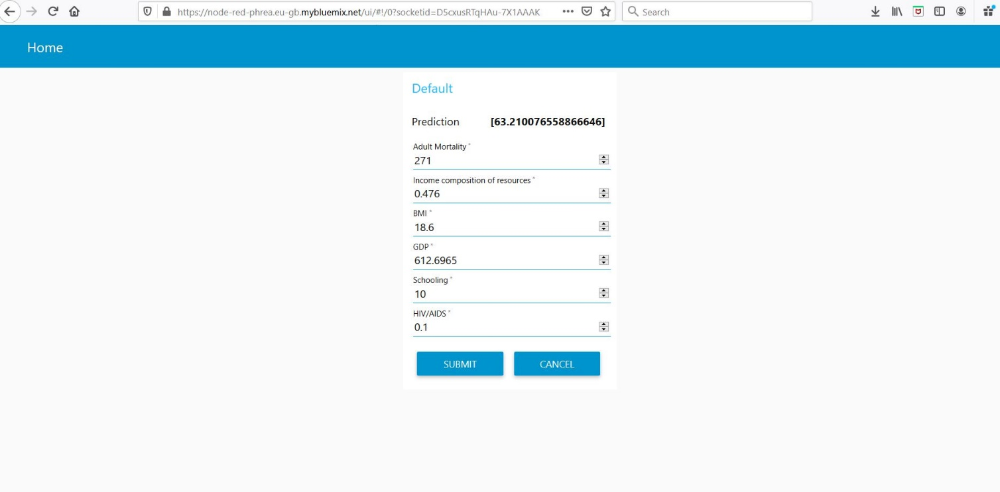 https://node-red-phrea.eu-gb.mybluemix.net/ui/#!/0?socketid=D5cxusRTqHAu-7X1AAAK
Search
Home
Default
Prediction [63.210076558866646]
Adult Mortality *
271
Income composition of resources *
0.476
BMI *
18.6
GDP *
612.6965
Schooling *
10
HIV/AIDS *
0.1
SUBMIT CANCEL